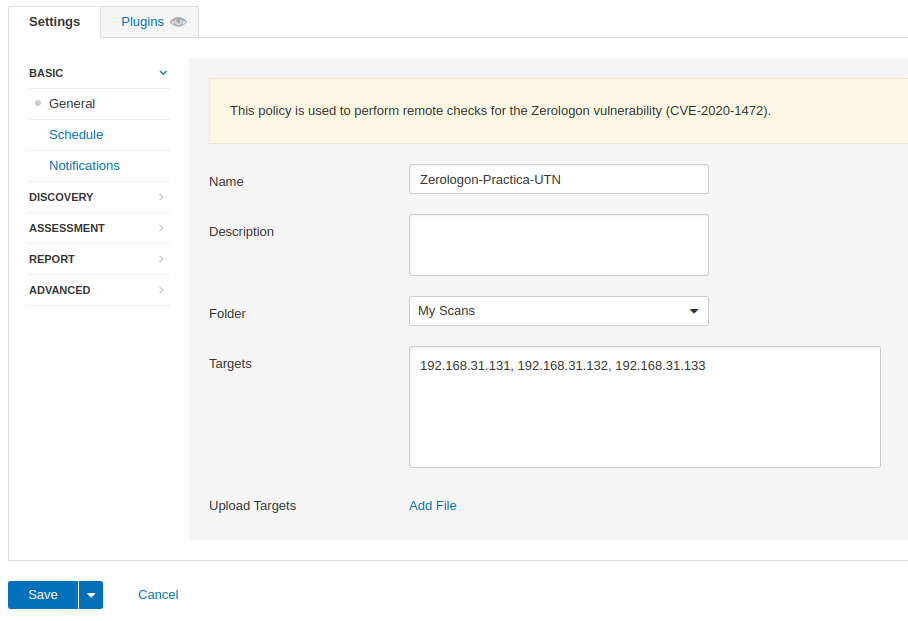 Settings
Plugins
BASIC
General
Schedule
Notifications
DISCOVERY
ASSESSMENT
REPORT
ADVANCED
This policy is used to perform remote checks for the Zerologon vulnerability (CVE-2020-1472).
Name
Zerologon-Practica-UTN
Description
Folder
My Scans
Targets
192.168.31.131, 192.168.31.132, 192.168.31.133
Upload Targets
Add File
Save
Cancel